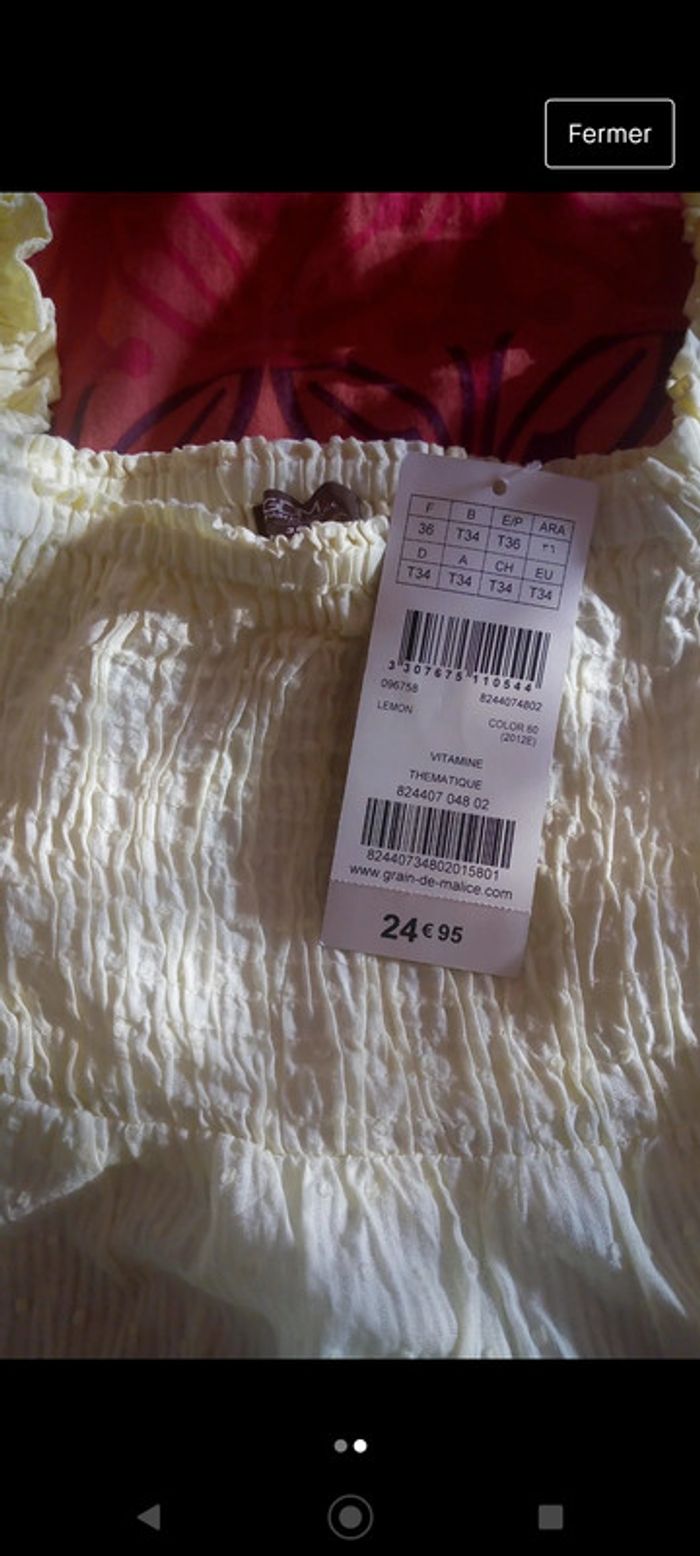 Fermer
F B E/P ARA
36 T34 T36 ٣٦
D A CH EU
T34 T34 T34 T34
3 307675 110544
096758 8244074802
LEMON COLOR.60
(2012E)
VITAMINE
THEMATIQUE
824407 048 02
82440734802015801
www.grain-de-malice.com
24€95